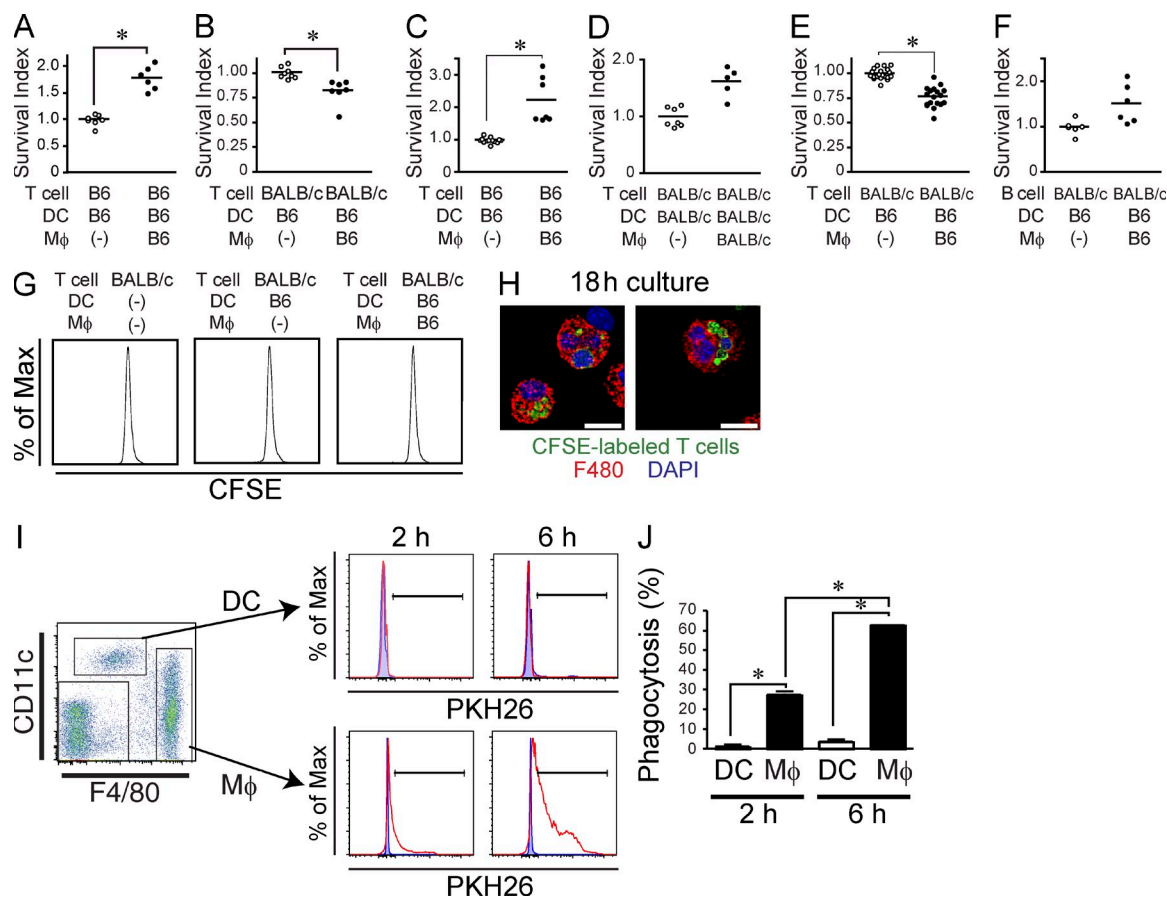 A
*
Survival Index
2.0
1.5
1.0
0.5
0
T cell B6 B6
DC B6 B6
Mϕ (-) B6
B
*
Survival Index
1.00
0.75
0.50
0.25
0
T cell BALB/c BALB/c
DC B6 B6
Mϕ (-) B6
C
*
Survival Index
3.0
2.0
1.0
0
T cell B6 B6
DC B6 B6
Mϕ (-) B6
D
Survival Index
2.0
1.0
0
T cell BALB/c BALB/c
DC BALB/c BALB/c
Mϕ (-) BALB/c
E
*
Survival Index
1.00
0.75
0.50
0.25
0
T cell BALB/c BALB/c
DC B6 B6
Mϕ (-) B6
F
Survival Index
2.0
1.0
0
B cell BALB/c BALB/c
DC B6 B6
Mϕ (-) B6
G
T cell BALB/c
DC (-)
Mϕ (-)
T cell BALB/c
DC B6
Mϕ (-)
T cell BALB/c
DC B6
Mϕ B6
% of Max
CFSE
H
18h culture
CFSE-labeled T cells
F480 DAPI
I
2 h 6 h
CD11c
F4/80
DC
Mϕ
% of Max
PKH26
% of Max
PKH26
J
Phagocytosis (%)
70
60
50
40
30
20
10
0
*
*
*
DC Mϕ DC Mϕ
2 h 6 h